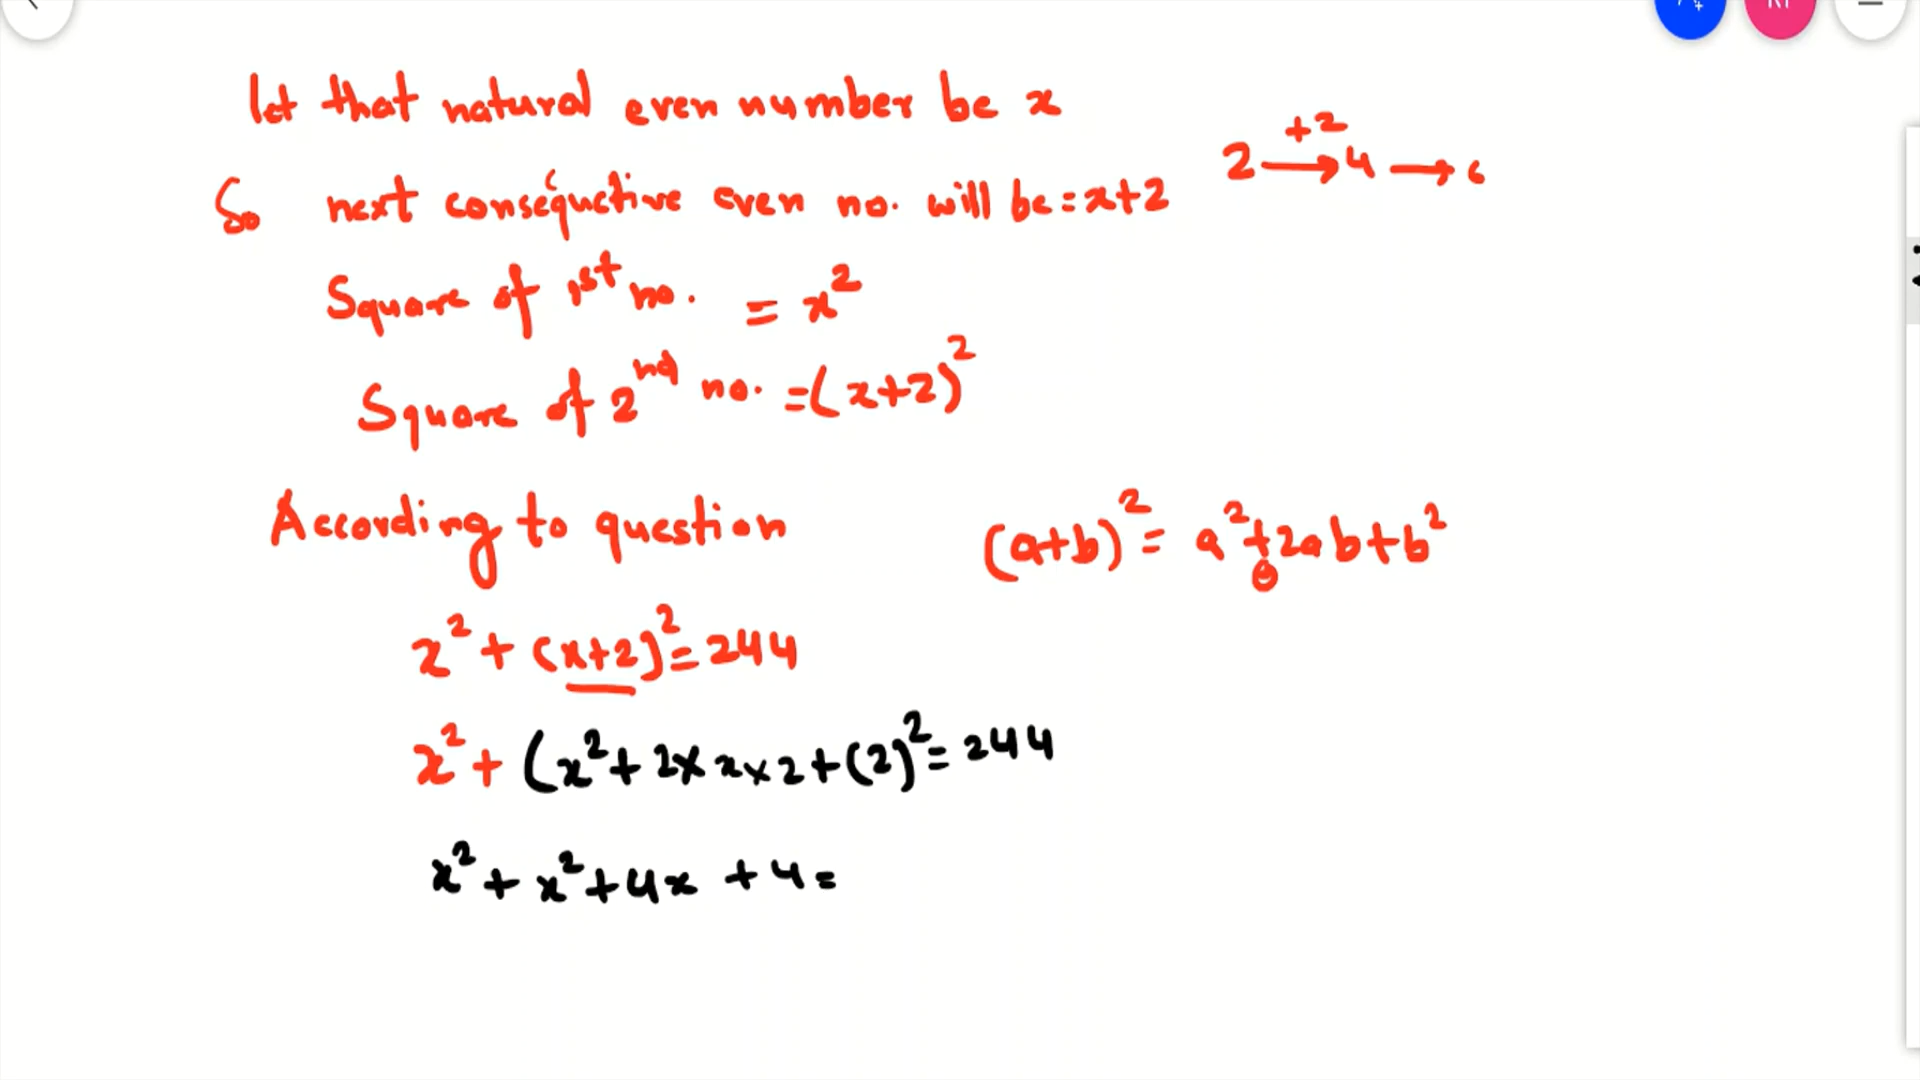 let that natural even number be x
2 +2→ 4 → 6
So next conséquctive even no. will be = x+2
Square of 1st no. = x²
Square of 2nd no. = (x+2)²
According to question
(a+b)² = a²+2ab+b²
x² + (x+2)² = 244
x² + (x² + 2× x × 2 + (2)² = 244
x² + x² + 4x + 4 =